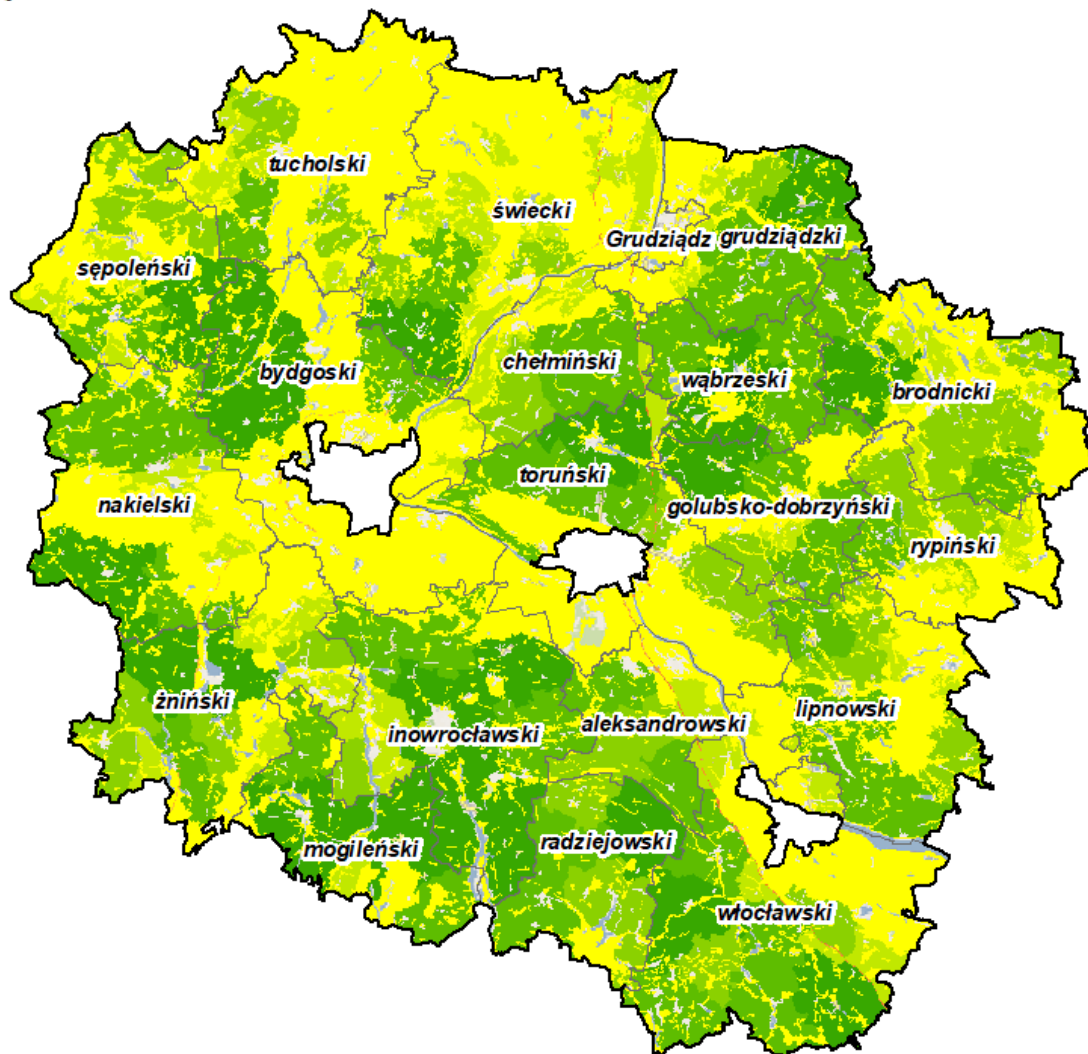 tucholski
świecki
Grudziądz
grudziądzki
sępoleński
bydgoski
chełmiński
wąbrzeski
brodnicki
toruński
nakielski
golubsko-dobrzyński
rypiński
żniński
inowrocławski
aleksandrowski
lipnowski
mogileński
radziejowski
włocławski